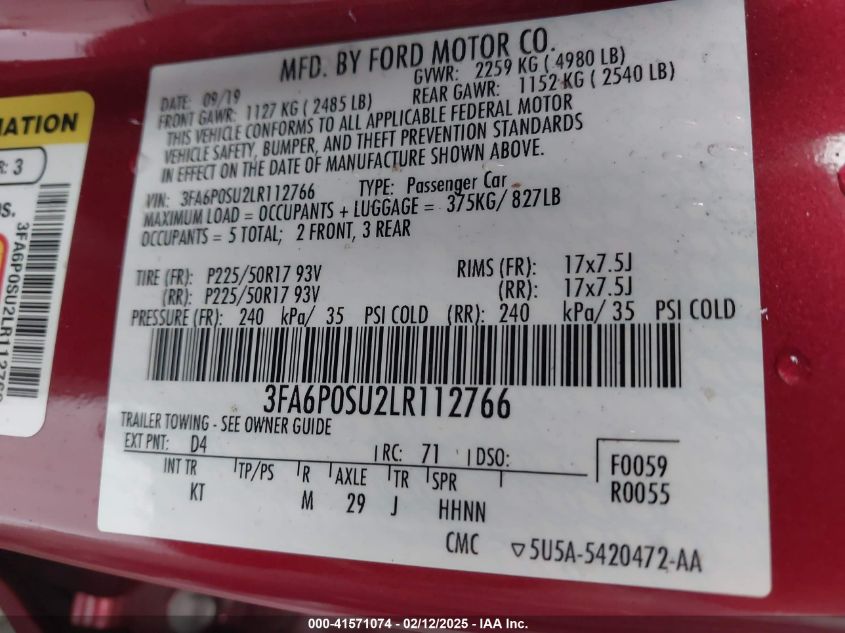 MFD. BY FORD MOTOR CO.
DATE: 09/19 GVWR: 2259 KG ( 4980 LB)
FRONT GAWR: 1127 KG ( 2485 LB) REAR GAWR: 1152 KG ( 2540 LB)
THIS VEHICLE CONFORMS TO ALL APPLICABLE FEDERAL MOTOR
VEHICLE SAFETY, BUMPER, AND THEFT PREVENTION STANDARDS
IN EFFECT ON THE DATE OF MANUFACTURE SHOWN ABOVE.
VIN: 3FA6P0SU2LR112766 TYPE: Passenger Car
MAXIMUM LOAD = OCCUPANTS + LUGGAGE = 375KG/ 827LB
OCCUPANTS = 5 TOTAL; 2 FRONT, 3 REAR
TIRE (FR): P225/50R17 93V RIMS (FR): 17x7.5J
(RR): P225/50R17 93V (RR): 17x7.5J
PRESSURE (FR): 240 kPa/ 35 PSI COLD (RR): 240 kPa/ 35 PSI COLD
3FA6P0SU2LR112766
TRAILER TOWING - SEE OWNER GUIDE
EXT PNT: D4 RC: 71 DSO:
INT TR TP/PS R AXLE TR SPR F0059
KT M 29 J HHNN R0055
CMC ▽5U5A-5420472-AA
MATION
R: 3
3FA6P0SU2LR112766
000-41571074 - 02/12/2025 - IAA Inc.